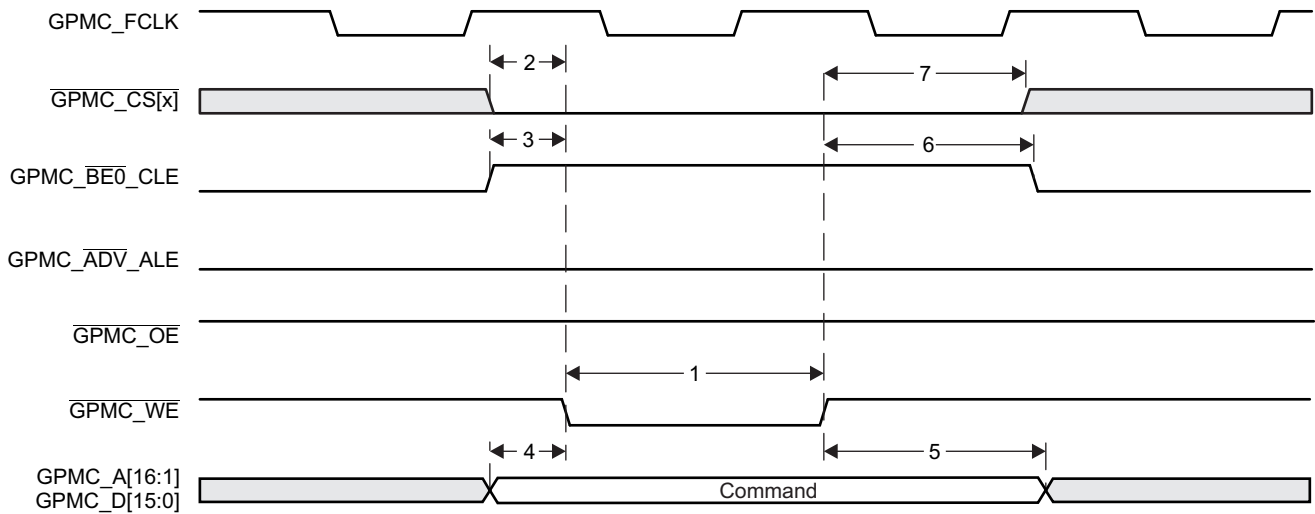 GPMC_FCLK
2
7
GPMC_CS[x]
3
6
GPMC_BE0_CLE
GPMC_ADV_ALE
GPMC_OE
1
GPMC_WE
4
5
GPMC_A[16:1]
GPMC_D[15:0]
Command